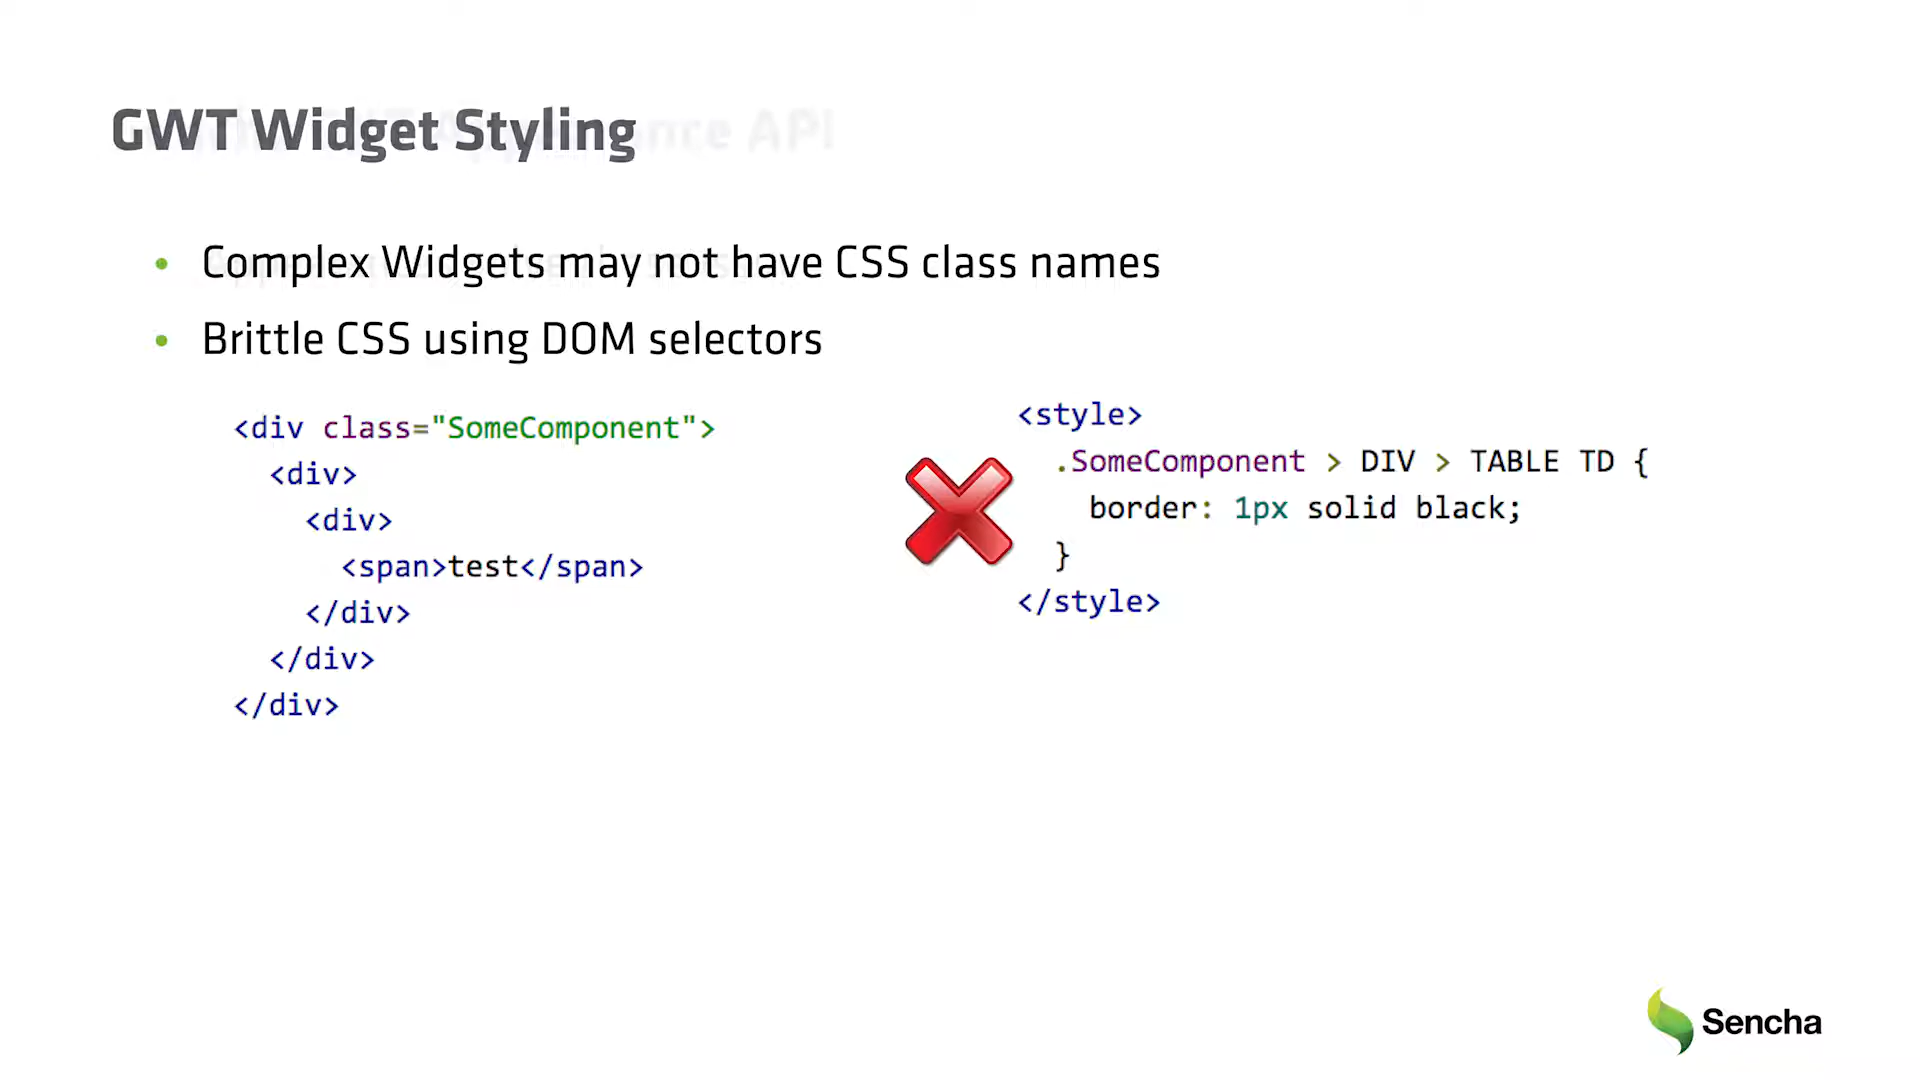 GWT Widget Styling
• Complex Widgets may not have CSS class names
• Brittle CSS using DOM selectors
<div class="SomeComponent">
<div>
<div>
<span>test</span>
</div>
</div>
</div>
<style>
.SomeComponent > DIV > TABLE TD {
border: 1px solid black;
}
</style>
Sencha